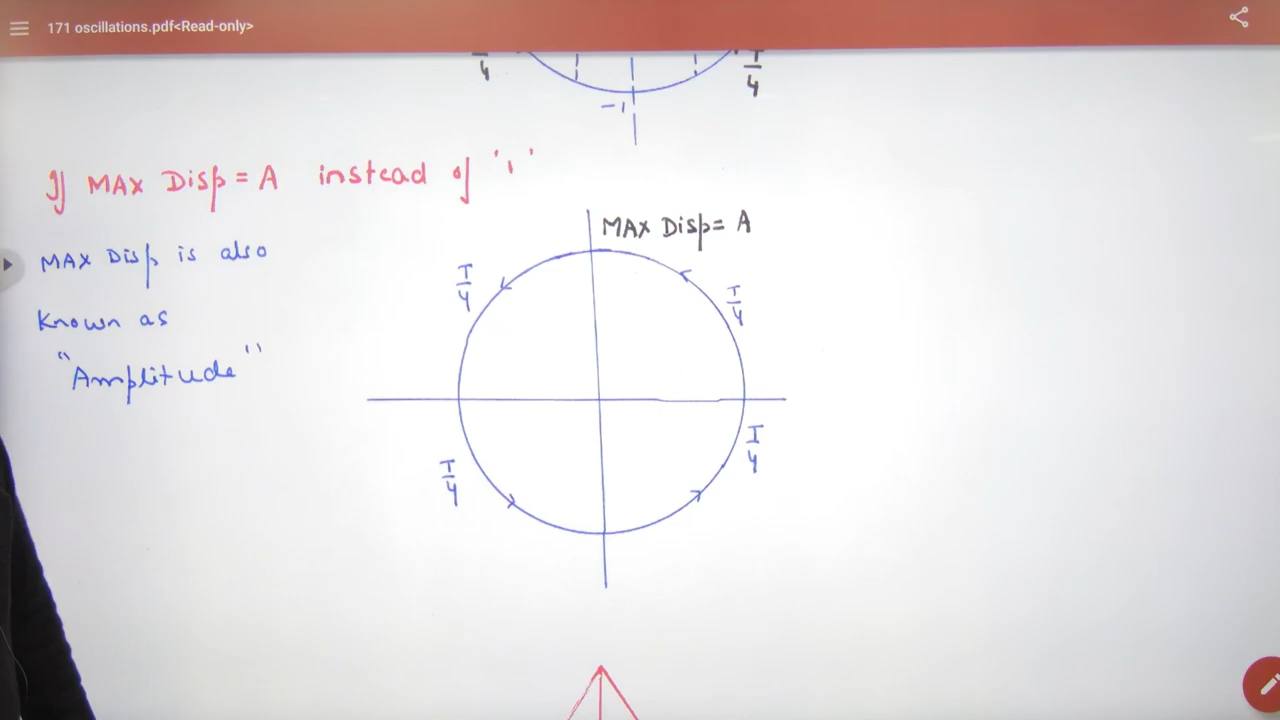 171 oscillations.pdf<Read-only>
T/4
T/4
-1
If MAX Disp = A instead of '1'
MAX Disp = A
MAX Disp is also
Known as
"Amplitude"
T/4
T/4
T/4
T/4